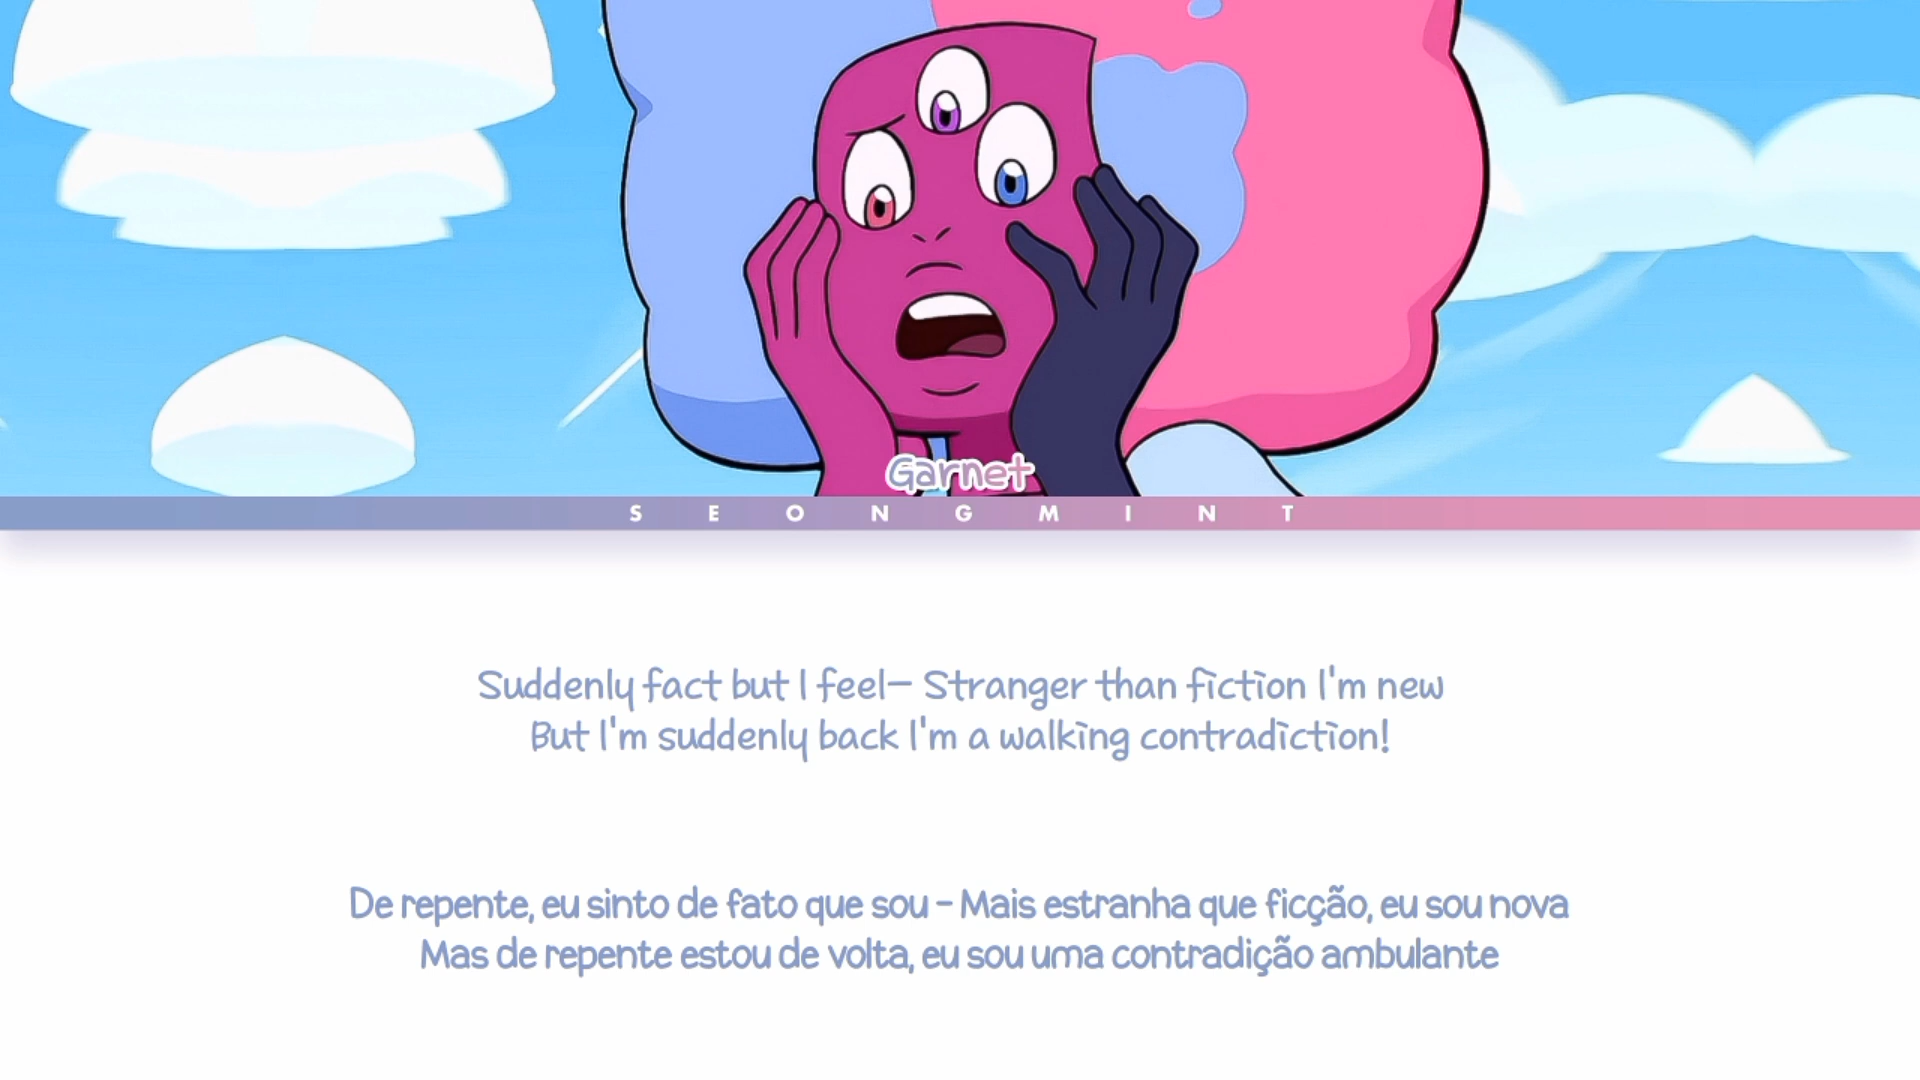 Garnet
SEONGMINT
Suddenly fact but I feel— Stranger than fiction I'm new
But I'm suddenly back I'm a walking contradiction!
De repente, eu sinto de fato que sou - Mais estranha que ficção, eu sou nova
Mas de repente estou de volta, eu sou uma contradição ambulante